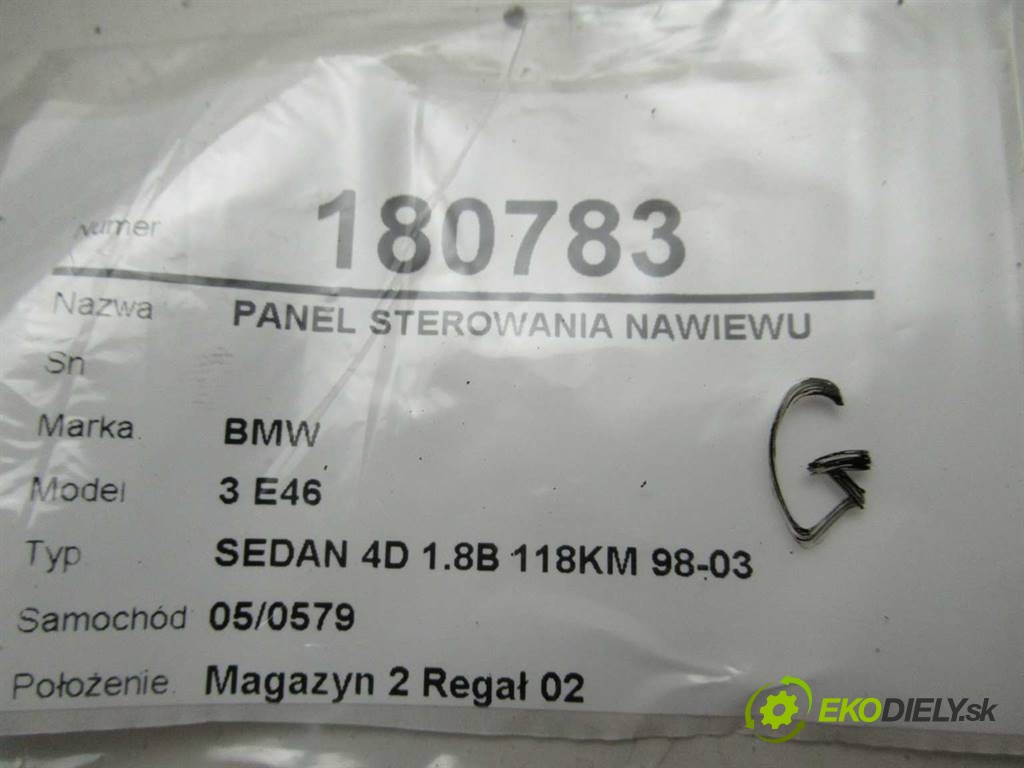 Numer 180783
Nazwa PANEL STEROWANIA NAWIEWU
Sn
Marka BMW
Model 3 E46
Typ SEDAN 4D 1.8B 118KM 98-03
Samochód 05/0579
Położenie Magazyn 2 Regał 02
G
EKODIELY.sk